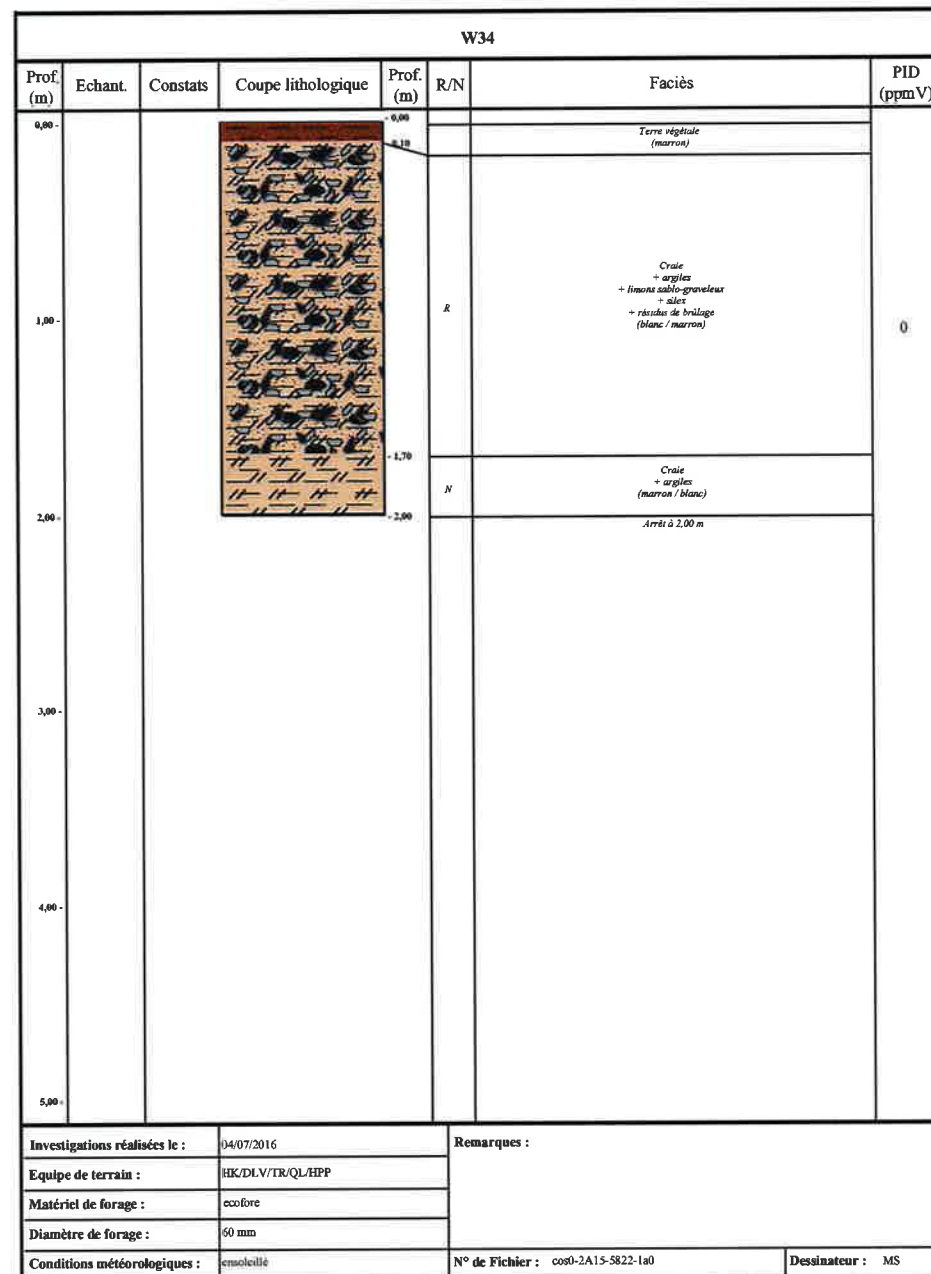 W34
Prof. (m) Echant. Constats Coupe lithologique Prof. (m) R/N Faciès PID (ppmV)
0,00 -
- 0,00
Terre végétale
(marron)
0,10
Craie
+ argiles
+ limons sablo-graveleux
+ silex
+ résidus de brûlage
(blanc / marron)
R
1,00 -
0
- 1,70
Craie
+ argiles
(marron / blanc)
N
2,00 -
- 2,00
Arrêt à 2,00 m
3,00 -
4,00 -
5,00 -
Investigations réalisées le : 04/07/2016
Remarques :
Equipe de terrain : HK/DLV/TR/QL/HPP
Matériel de forage : ecofore
Diamètre de forage : 60 mm
Conditions météorologiques : ensoleillé
N° de Fichier : cos0-2A15-5822-1a0
Dessinateur : MS